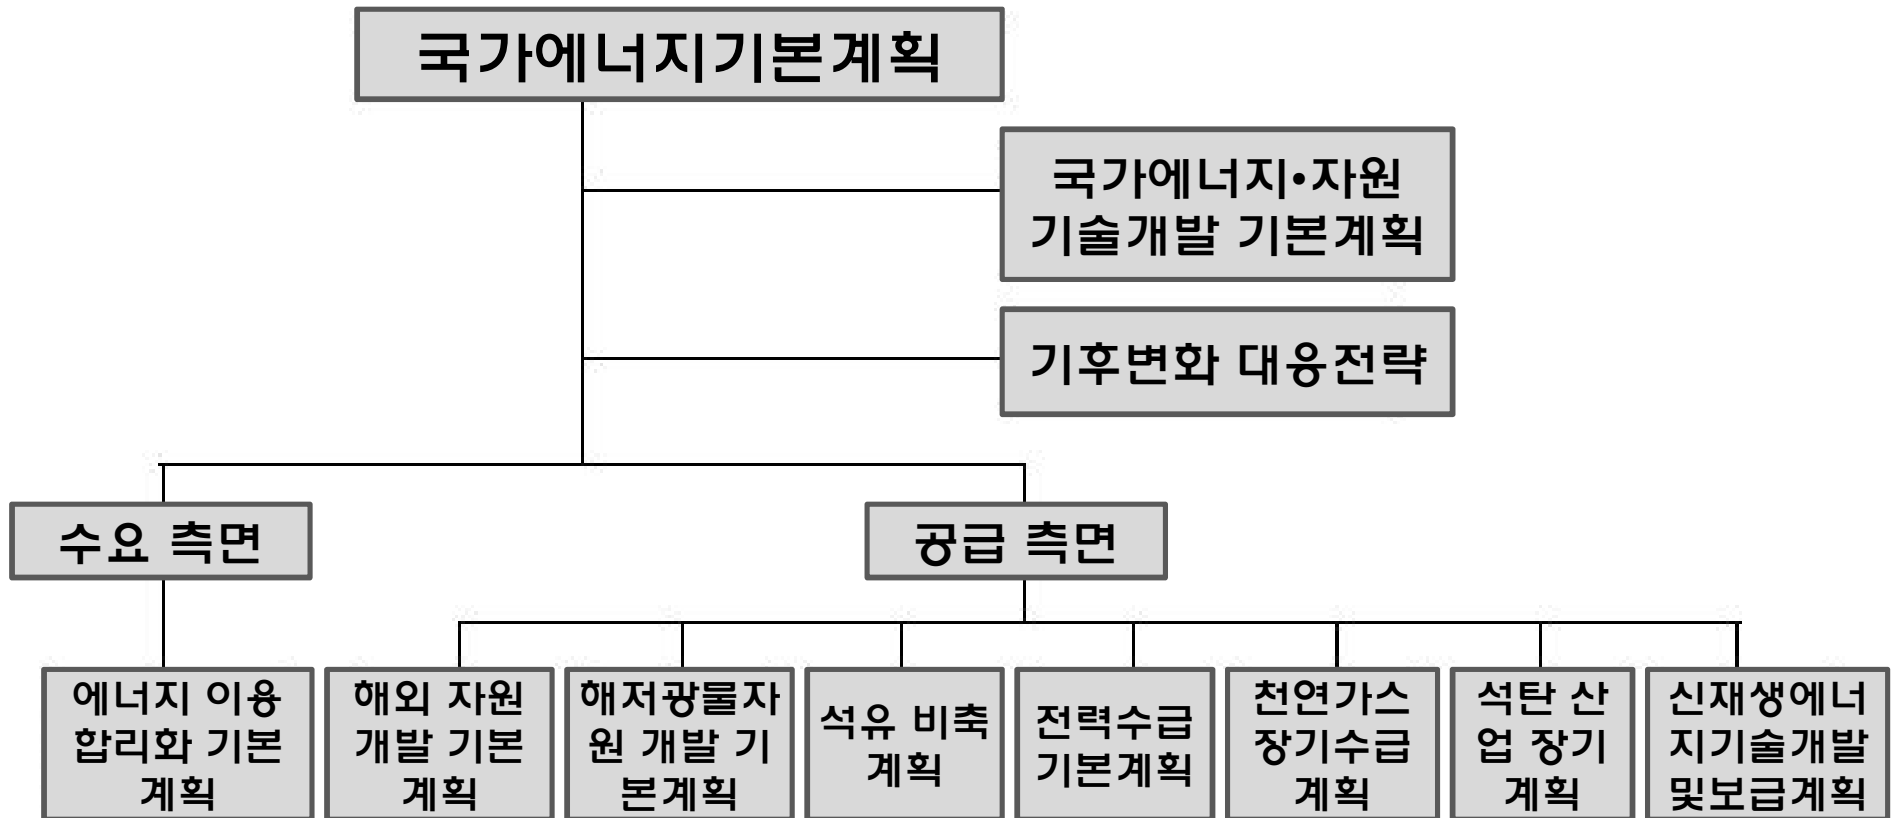 국가에너지기본계획
국가에너지•자원
기술개발 기본계획
기후변화 대응전략
수요 측면
공급 측면
에너지 이용
합리화 기본
계획
해외 자원
개발 기본
계획
해저광물자
원 개발 기
본계획
석유 비축
계획
전력수급
기본계획
천연가스
장기수급
계획
석탄 산
업 장기
계획
신재생에너
지기술개발
및보급계획